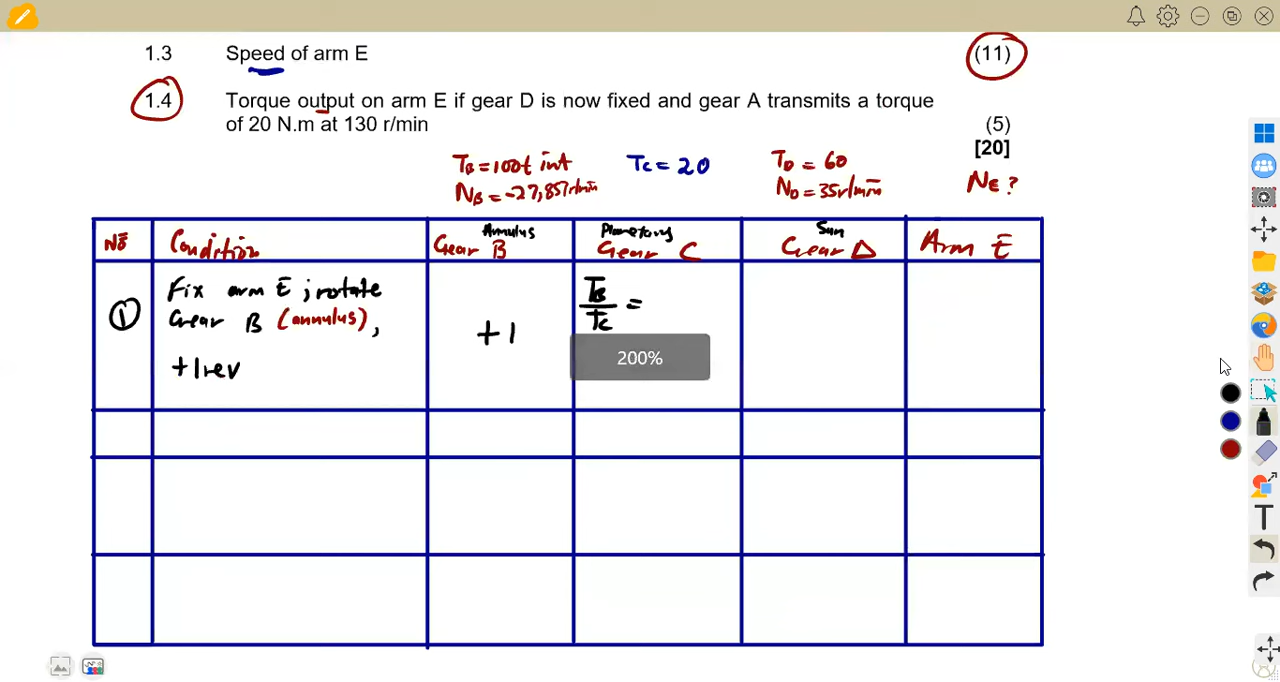 1.3 Speed of arm E (11)
1.4 Torque output on arm E if gear D is now fixed and gear A transmits a torque
of 20 N.m at 130 r/min (5)
[20]
TB = 100t int TC = 20 TD = 60
NB = -27,857r/min ND = 35r/min NE ?
No Condition Gear B Annulus Gear C Planetary Gear D Sun Arm E
1 Fix arm E ; rotate
Gear B (annulus),
+1rev
+1
TB/TC =
200%
T